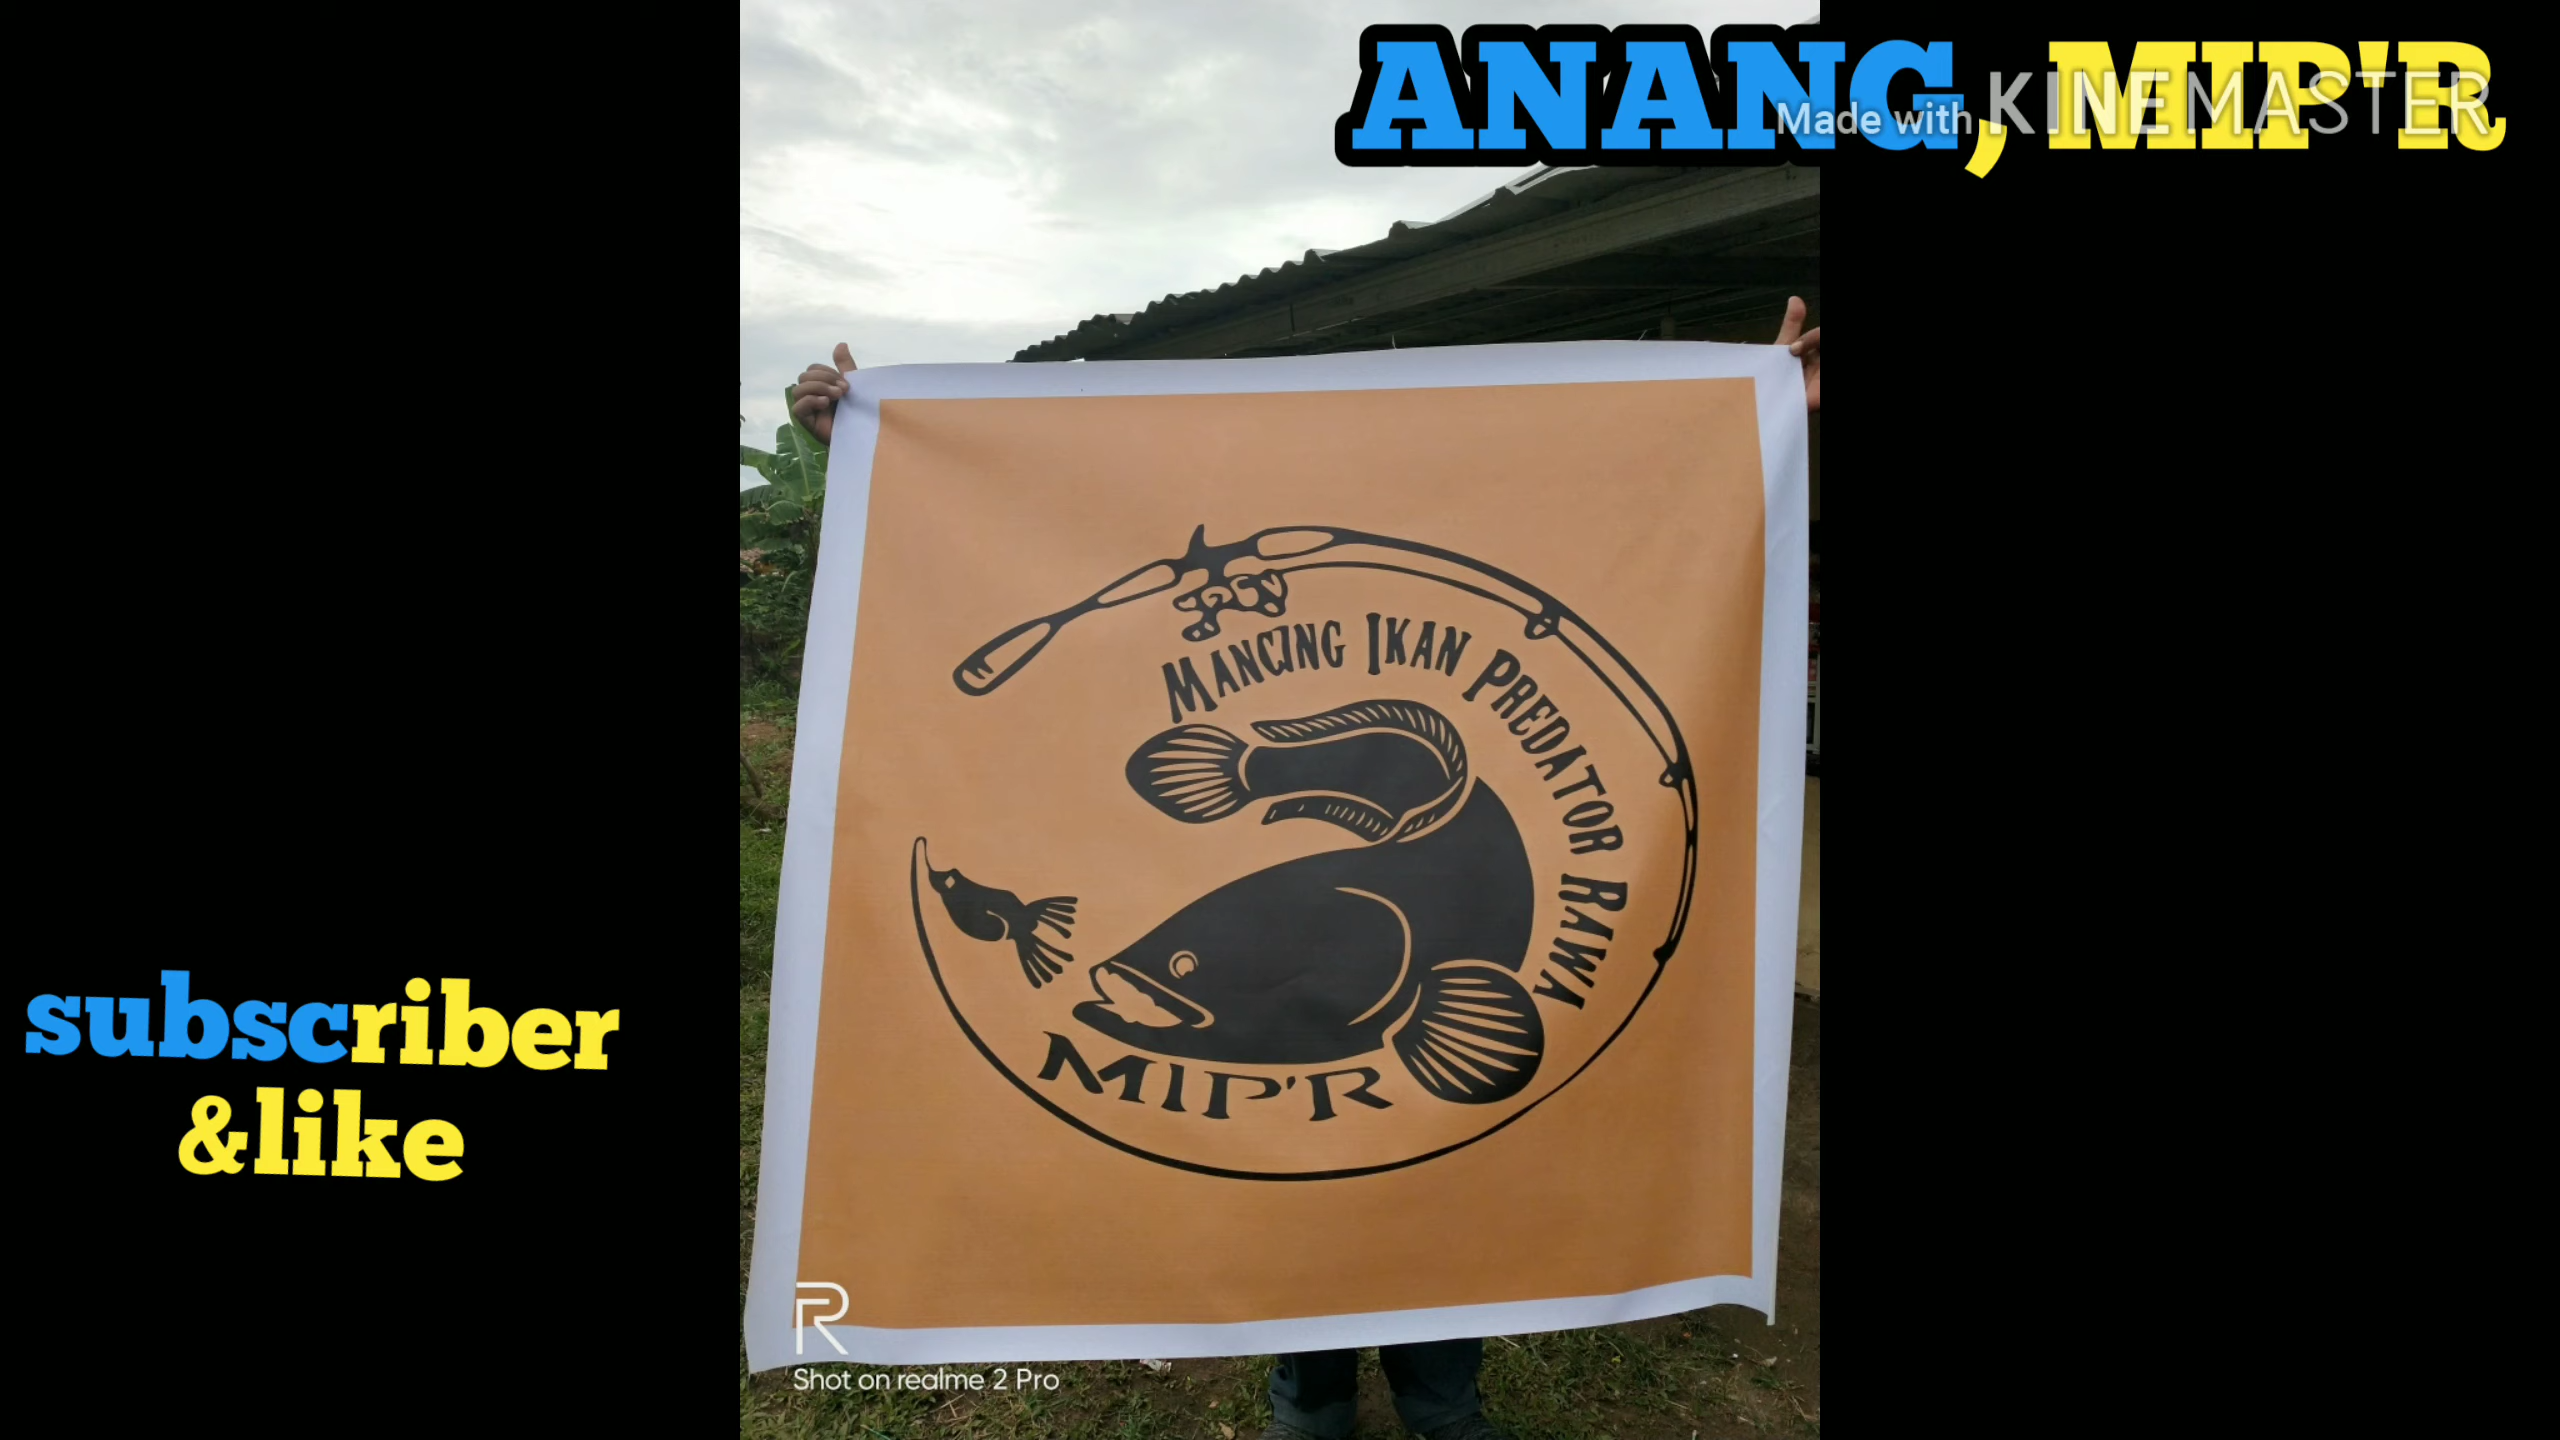 ANANG, MIP'R
Made with KINEMASTER
MANCING IKAN PREDATOR RAWA
MIP'R
subscriber
&like
R
Shot on realme 2 Pro